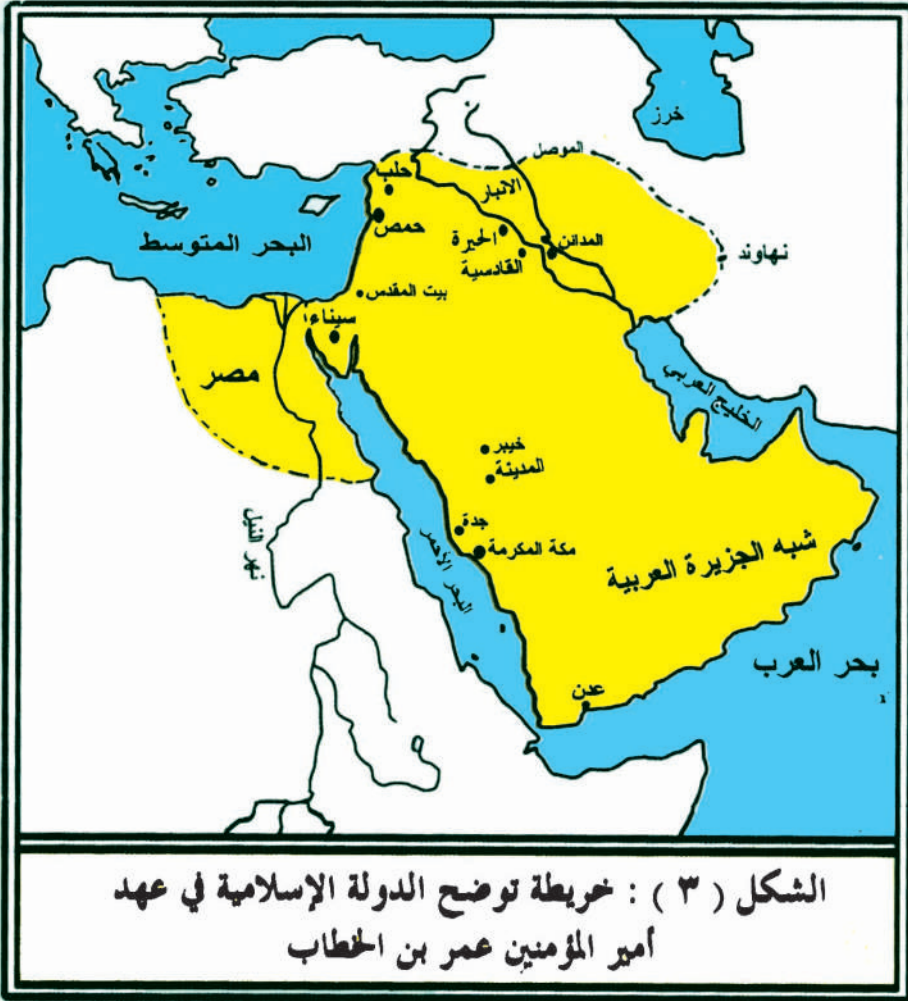 خرز
الموصل
حلب
الانبار
حمص
الحيرة
المدائن
نهاوند
البحر المتوسط
القادسية
بيت المقدس
سيناء
مصر
الخليج العربي
خيبر
المدينة
نهر النيل
جدة
مكة المكرمة
البحر الأحمر
شبه الجزيرة العربية
بحر العرب
عدن
الشكل ( ٣ ) : خريطة توضح الدولة الإسلامية في عهد
أمير المؤمنين عمر بن الخطاب